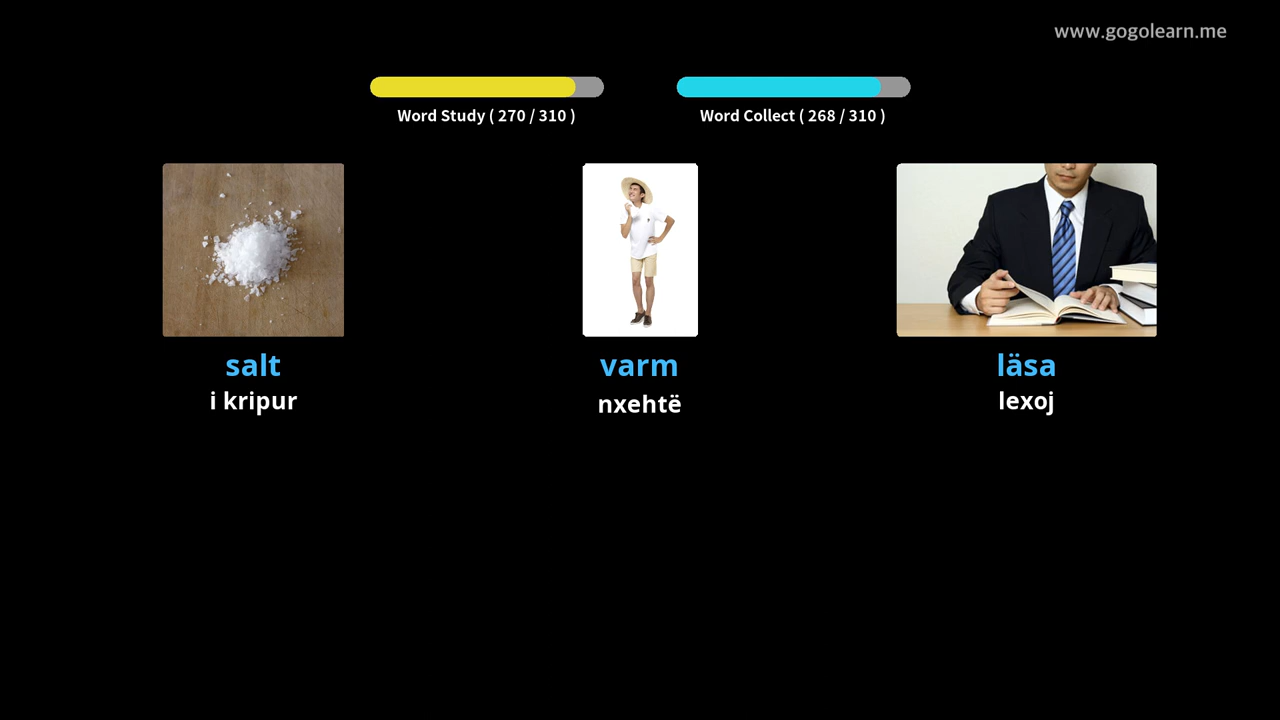 www.gogolearn.me
Word Study ( 270 / 310 )
Word Collect ( 268 / 310 )
salt
varm
läsa
i kripur
nxehtë
lexoj